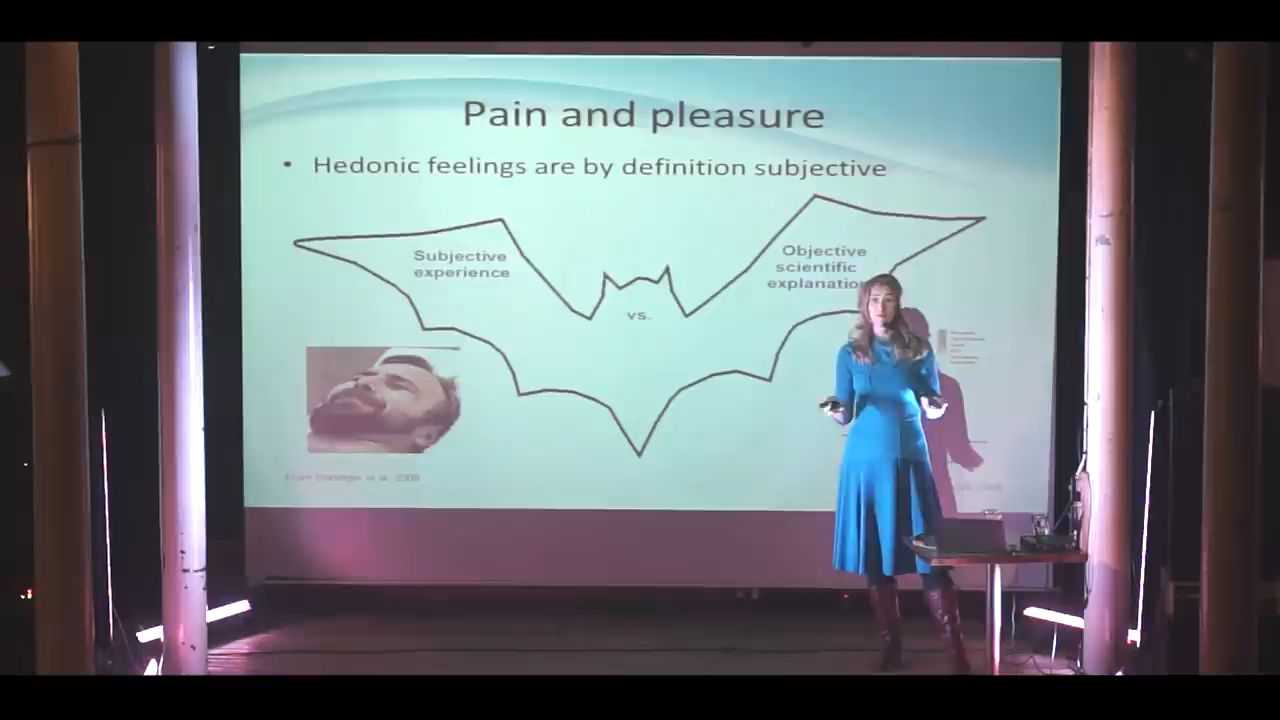 Pain and pleasure
• Hedonic feelings are by definition subjective
Subjective
experience
vs.
Objective
scientific
explanation